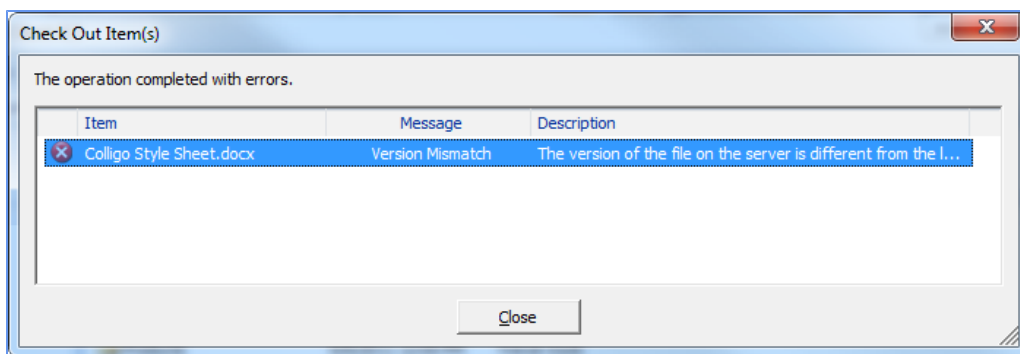 Check Out Item(s)
The operation completed with errors.
Item Message Description
Colligo Style Sheet.docx Version Mismatch The version of the file on the server is different from the l...
Close